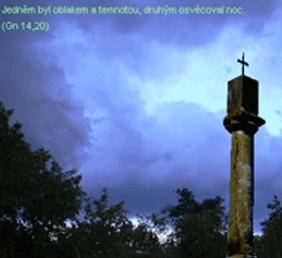 Jedněm byl oblakem a temnotou, druhým osvěcoval noc.
(Gn 14,20)